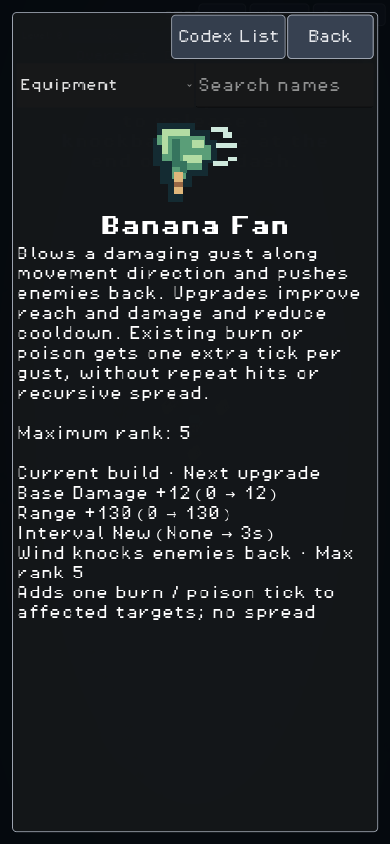 Codex List
Back
Equipment
Search names
Banana Fan
Blows a damaging gust along
movement direction and pushes
enemies back. Upgrades improve
reach and damage and reduce
cooldown. Existing burn or
poison gets one extra tick per
gust, without repeat hits or
recursive spread.
Maximum rank: 5
Current build · Next upgrade
Base Damage +12(0 → 12)
Range +130(0 → 130)
Interval New(None → 3s)
Wind knocks enemies back · Max
rank 5
Adds one burn / poison tick to
affected targets; no spread